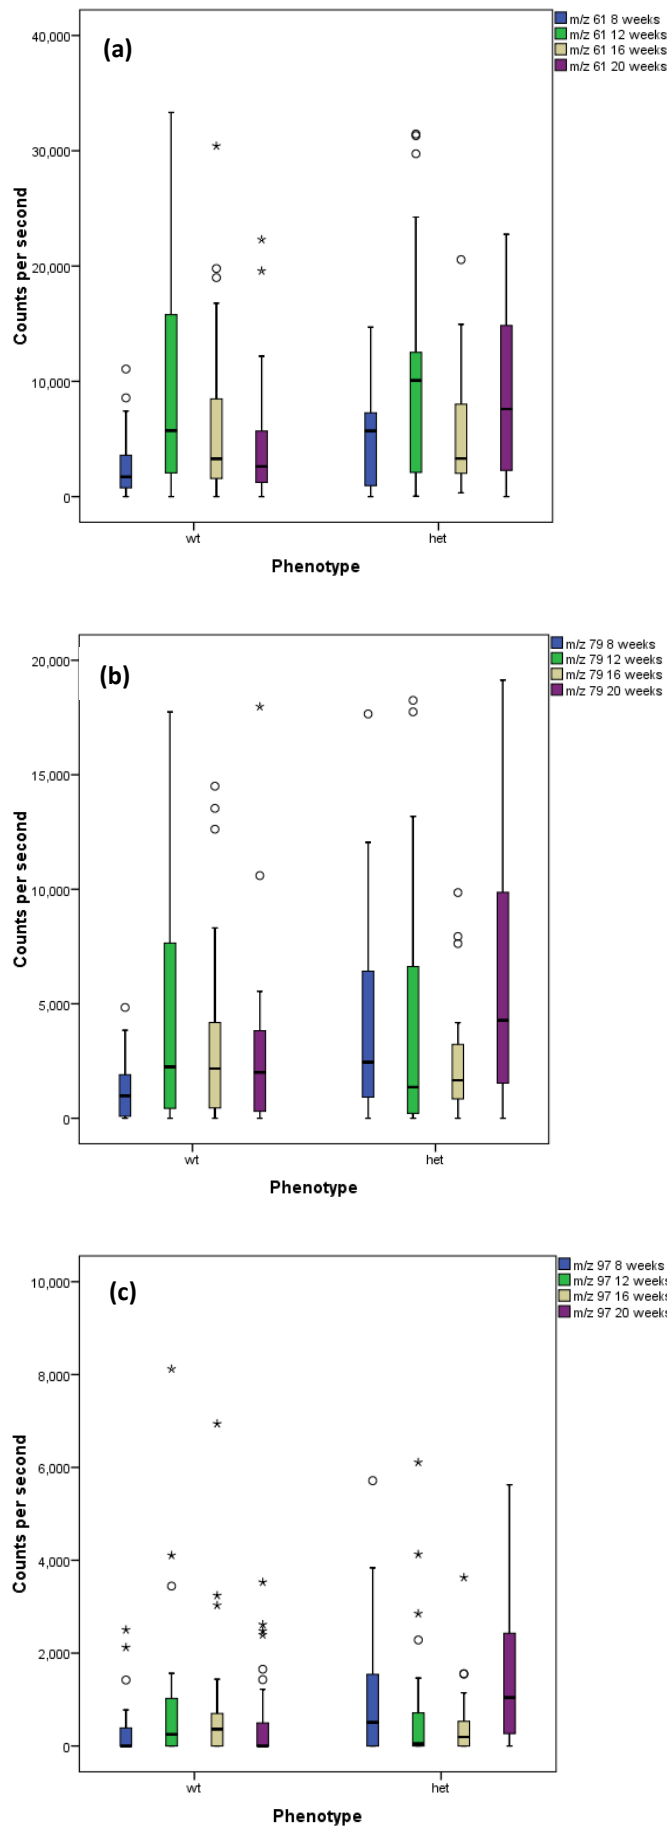 (a)
m/z 61 8 weeks
m/z 61 12 weeks
m/z 61 16 weeks
m/z 61 20 weeks
40,000
30,000
20,000
10,000
0
Counts per second
wt
het
Phenotype
(b)
m/z 79 8 weeks
m/z 79 12 weeks
m/z 79 16 weeks
m/z 79 20 weeks
20,000
15,000
10,000
5,000
0
Counts per second
wt
het
Phenotype
(c)
m/z 97 8 weeks
m/z 97 12 weeks
m/z 97 16 weeks
m/z 97 20 weeks
10,000
8,000
6,000
4,000
2,000
0
Counts per second
wt
het
Phenotype